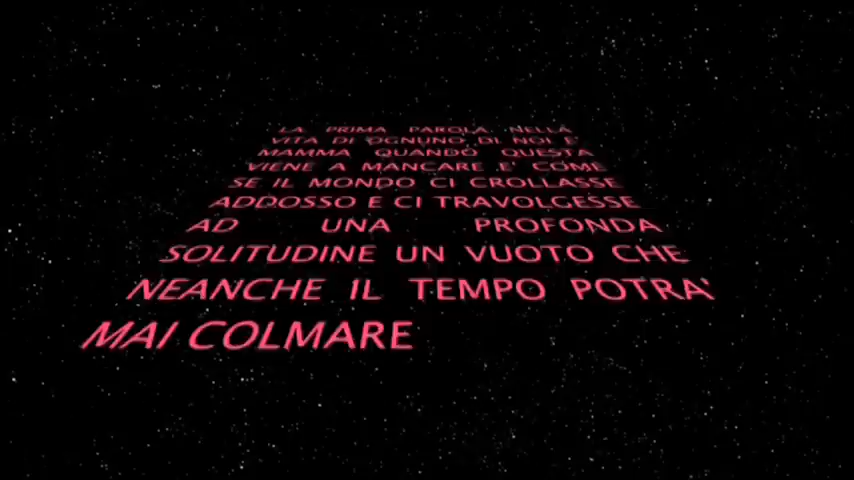 LA PRIMA PAROLA NELLA
VITA DI OGNUNO DI NOI E'
MAMMA QUANDO QUESTA
VIENE A MANCARE E' COME
SE IL MONDO CI CROLLASSE
ADDOSSO E CI TRAVOLGESSE
AD UNA PROFONDA
SOLITUDINE UN VUOTO CHE
NEANCHE IL TEMPO POTRA'
MAI COLMARE